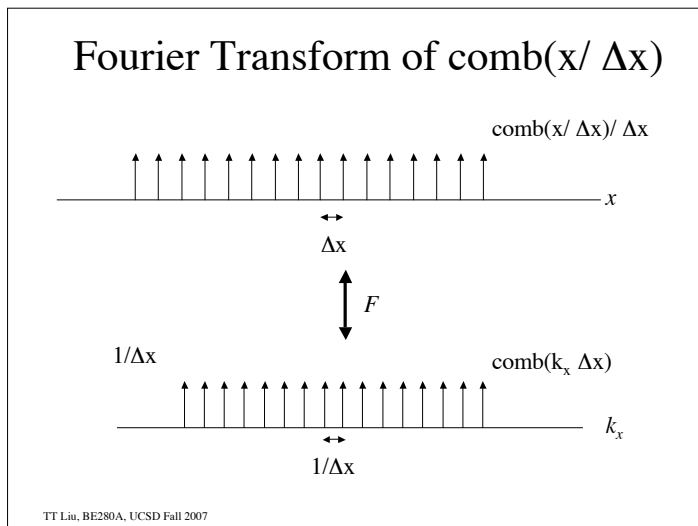 Fourier Transform of comb(x/ Δx)
comb(x/ Δx)/ Δx
x
Δx
F
1/Δx
comb(kₓ Δx)
kₓ
1/Δx
TT Liu, BE280A, UCSD Fall 2007